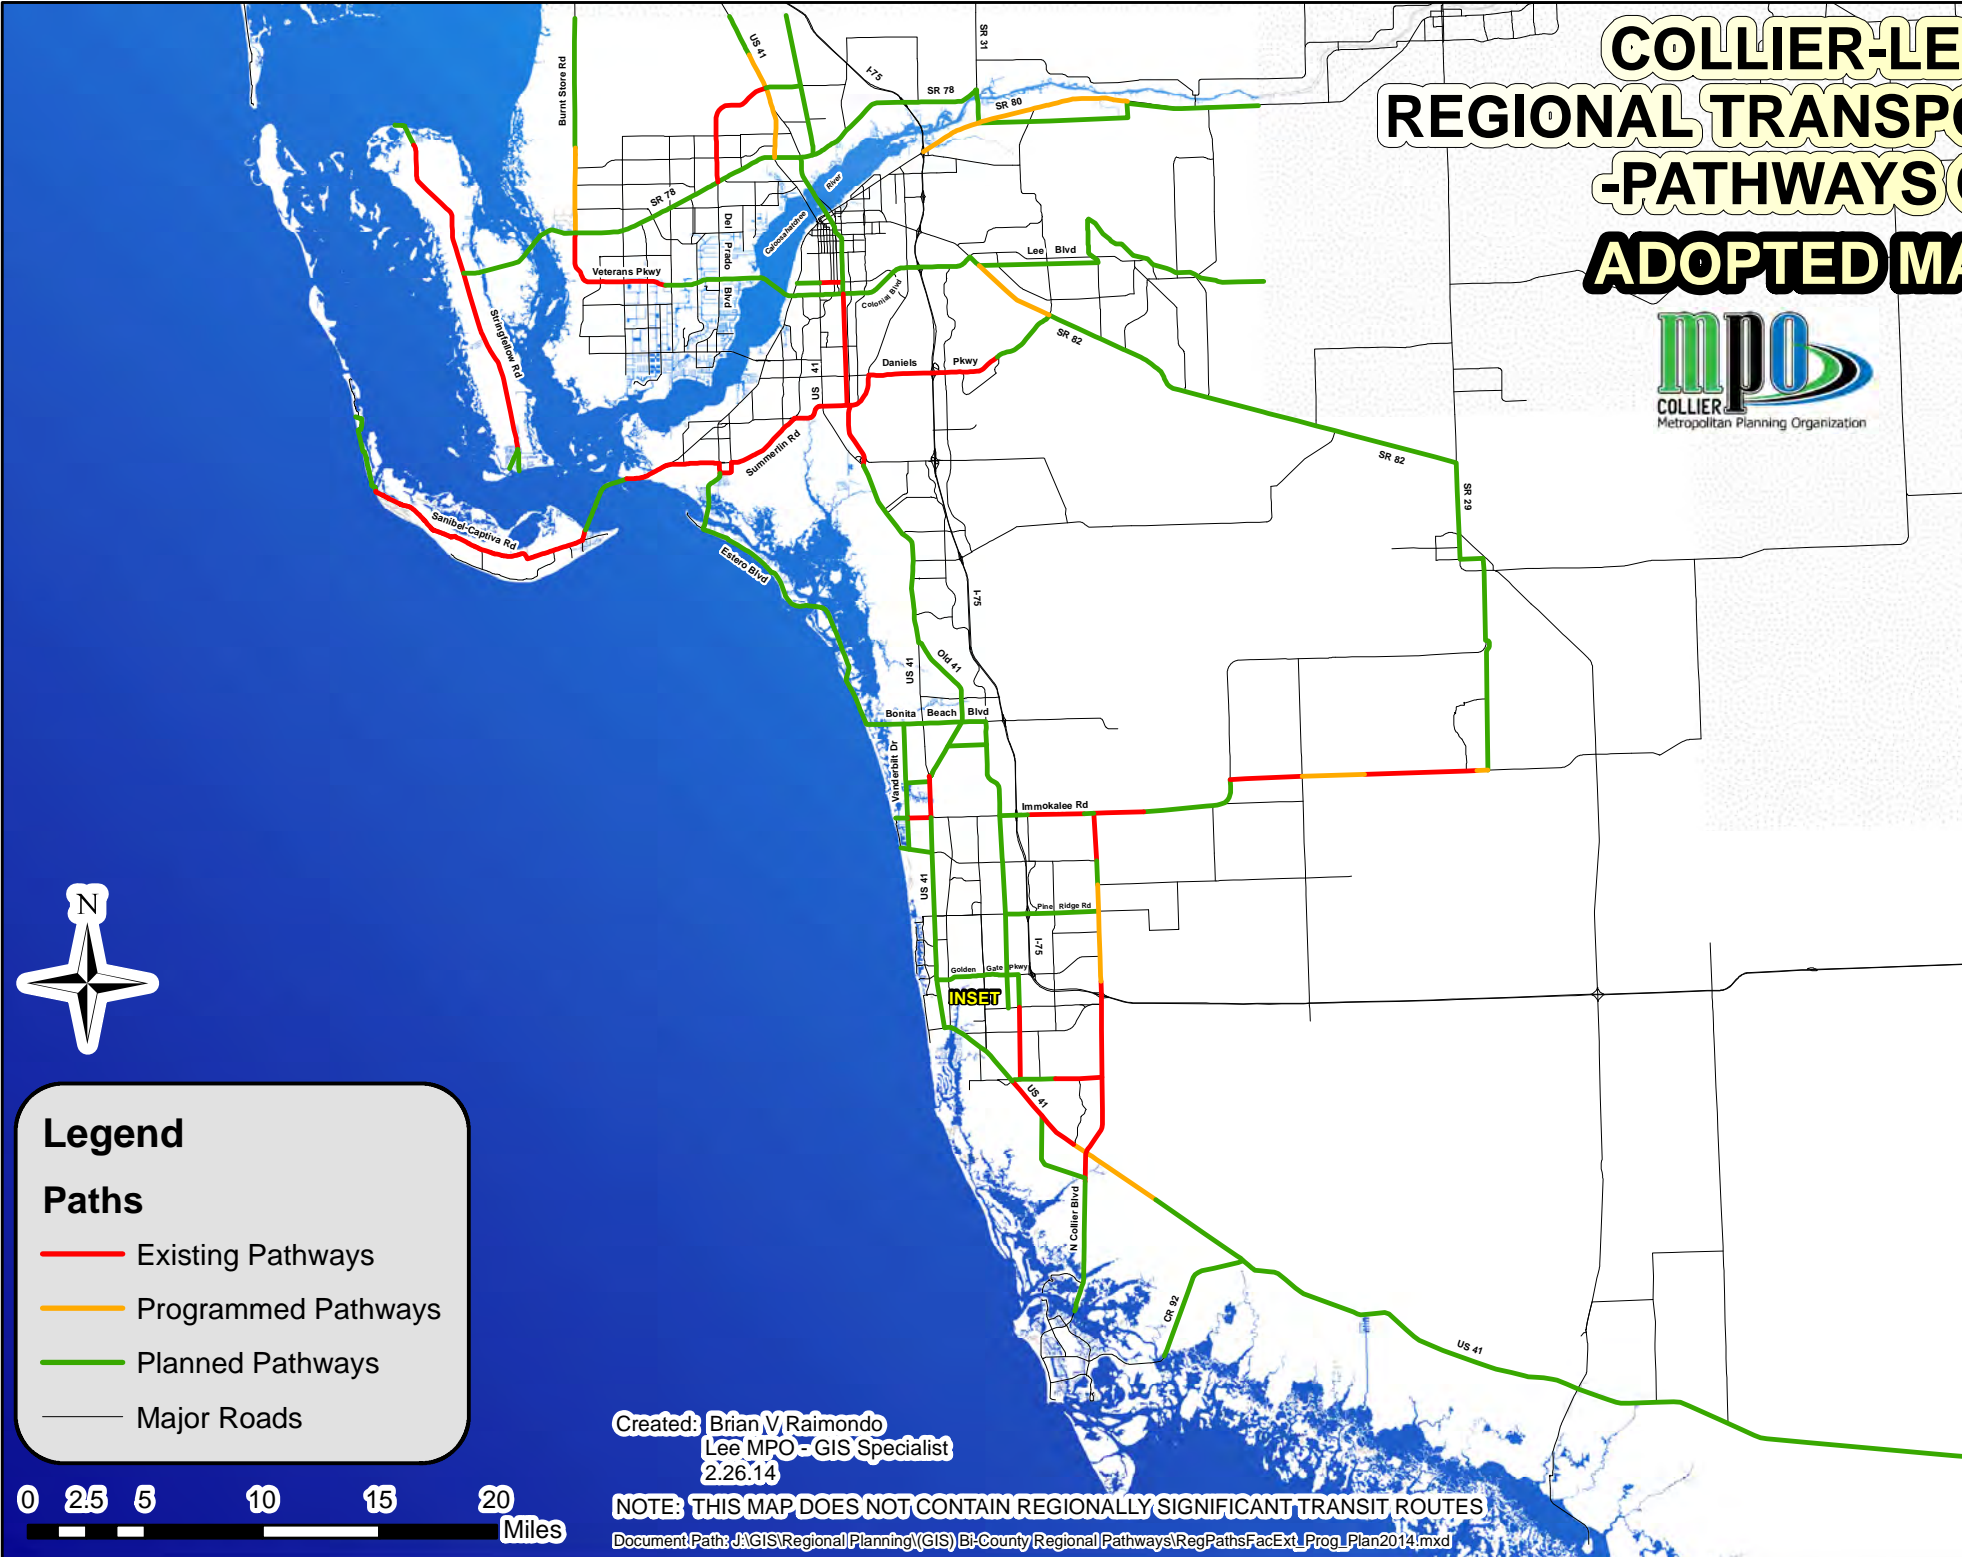 COLLIER-LE
REGIONAL TRANSPO
-PATHWAYS
ADOPTED MA
mpo
COLLIER
Metropolitan Planning Organization
Burnt Store Rd
US 41
I-75
SR 31
SR 78
SR 80
SR 78
Del Prado Blvd
Caloosahatchee
River
Veterans Pkwy
Colonial Blvd
Lee Blvd
SR 82
Stringfellow Rd
US 41
Daniels Pkwy
Summerlin Rd
SR 82
SR 29
Sanibel-Captiva Rd
Estero Blvd
I-75
US 41
Old 41
Bonita Beach Blvd
Vanderbilt Dr
Immokalee Rd
US 41
Pine Ridge Rd
I-75
Golden Gate Pkwy
INSET
US 41
N Collier Blvd
CR 92
US 41
N
Legend
Paths
Existing Pathways
Programmed Pathways
Planned Pathways
Major Roads
0 2.5 5 10 15 20
Miles
Created: Brian V Raimondo
Lee MPO - GIS Specialist
2.26.14
NOTE: THIS MAP DOES NOT CONTAIN REGIONALLY SIGNIFICANT TRANSIT ROUTES
Document Path: J:\GIS\Regional Planning\(GIS) Bi-County Regional Pathways\RegPathsFacExt_Prog_Plan2014.mxd